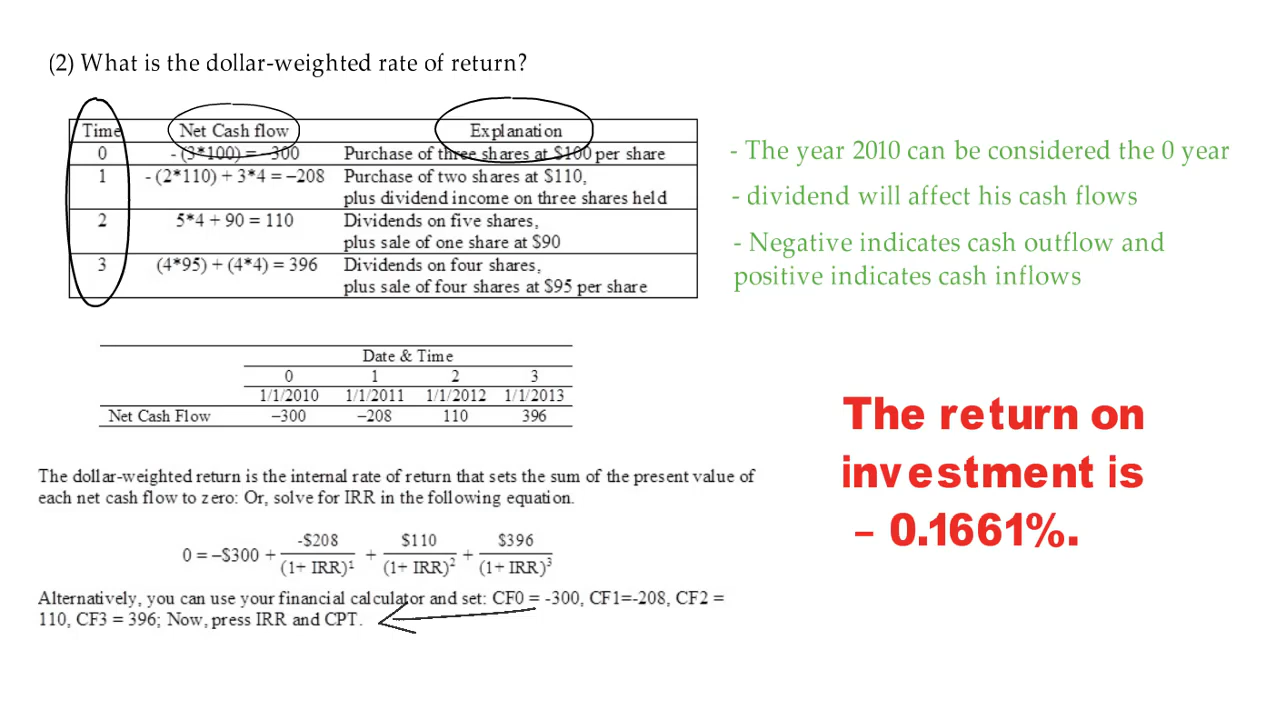 (2) What is the dollar-weighted rate of return?
Time Net Cash flow Explanation
0 - (3*100) = -300 Purchase of three shares at $100 per share
1 - (2*110) + 3*4 = −208 Purchase of two shares at $110,
plus dividend income on three shares held
2 5*4 + 90 = 110 Dividends on five shares,
plus sale of one share at $90
3 (4*95) + (4*4) = 396 Dividends on four shares,
plus sale of four shares at $95 per share
- The year 2010 can be considered the 0 year
- dividend will affect his cash flows
- Negative indicates cash outflow and
positive indicates cash inflows
Date & Time
0 1 2 3
1/1/2010 1/1/2011 1/1/2012 1/1/2013
Net Cash Flow −300 −208 110 396
The dollar-weighted return is the internal rate of return that sets the sum of the present value of
each net cash flow to zero: Or, solve for IRR in the following equation.
0 = −$300 + -$208/(1+ IRR)¹ + $110/(1+ IRR)² + $396/(1+ IRR)³
Alternatively, you can use your financial calculator and set: CF0 = -300, CF1=-208, CF2 =
110, CF3 = 396; Now, press IRR and CPT.
The return on
investment is
– 0.1661%.